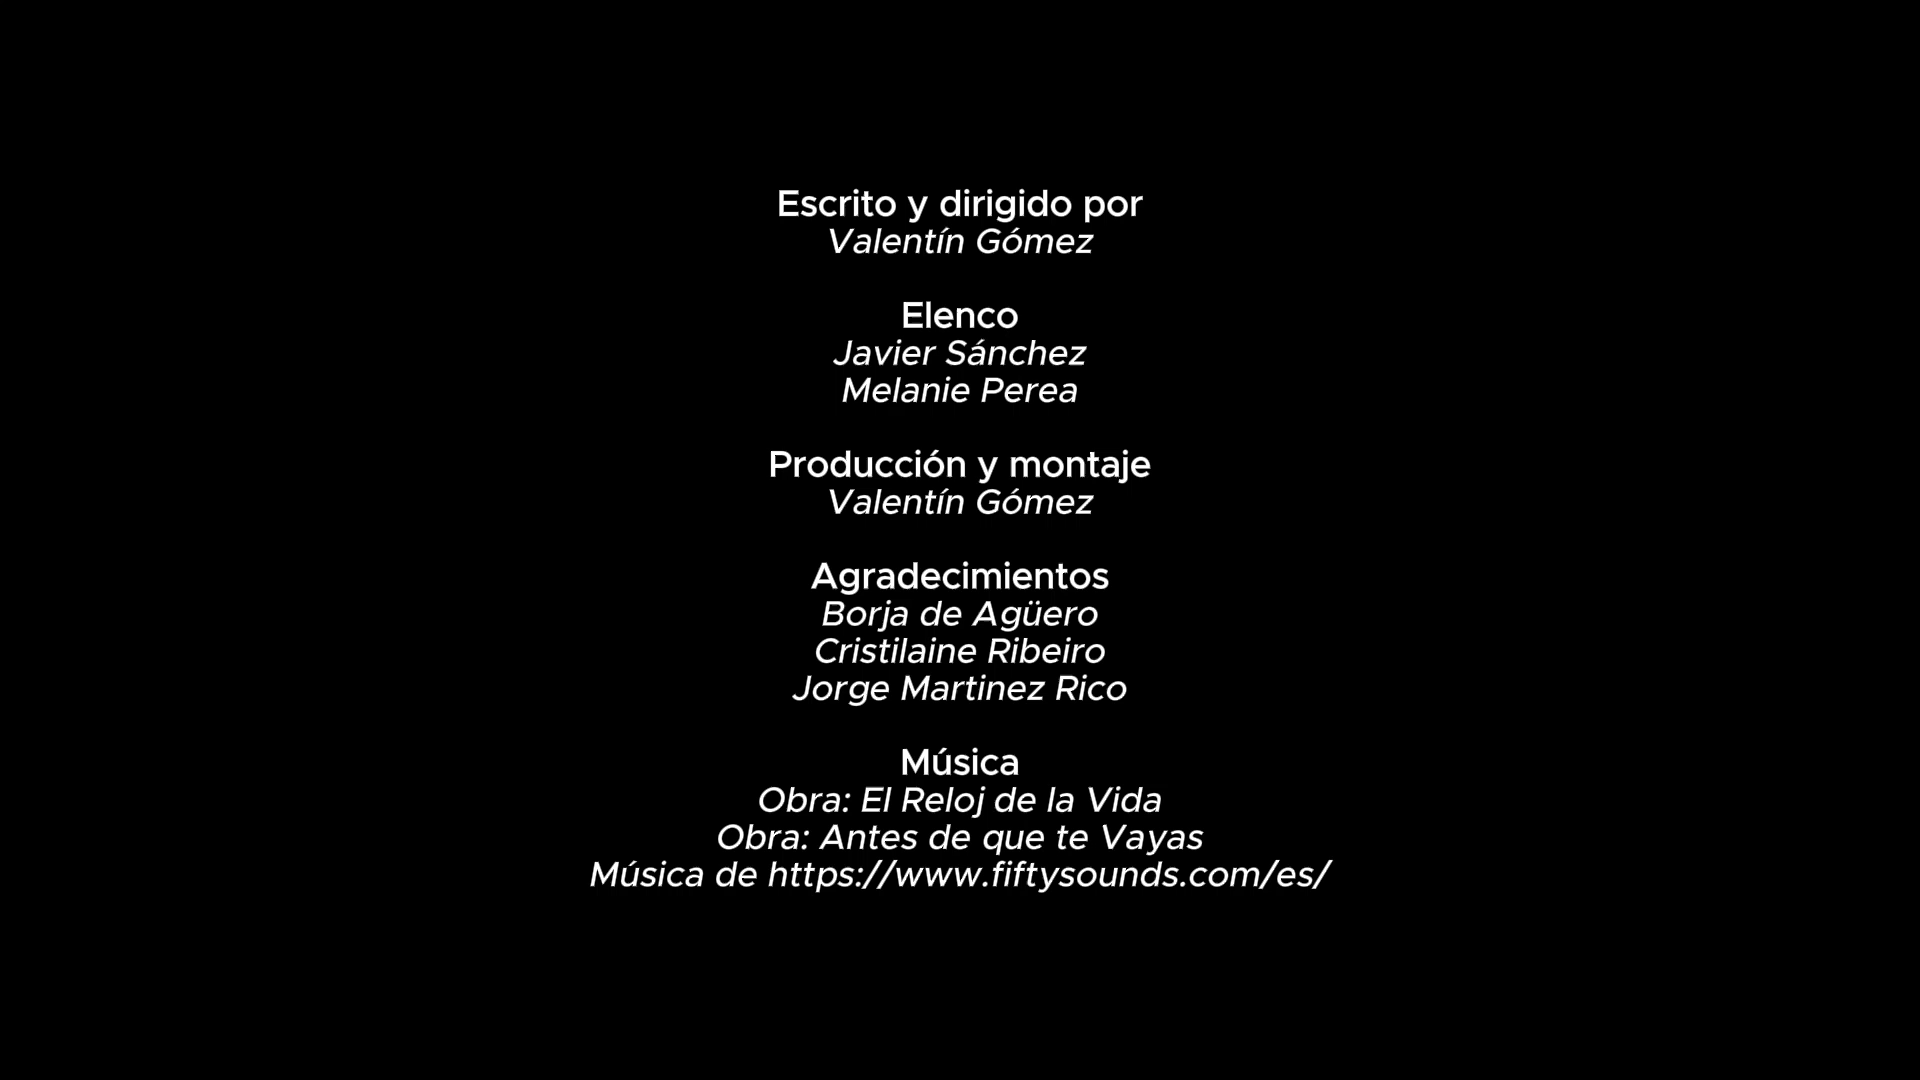 Escrito y dirigido por
Valentín Gómez
Elenco
Javier Sánchez
Melanie Perea
Producción y montaje
Valentín Gómez
Agradecimientos
Borja de Agüero
Cristilaine Ribeiro
Jorge Martinez Rico
Música
Obra: El Reloj de la Vida
Obra: Antes de que te Vayas
Música de https://www.fiftysounds.com/es/